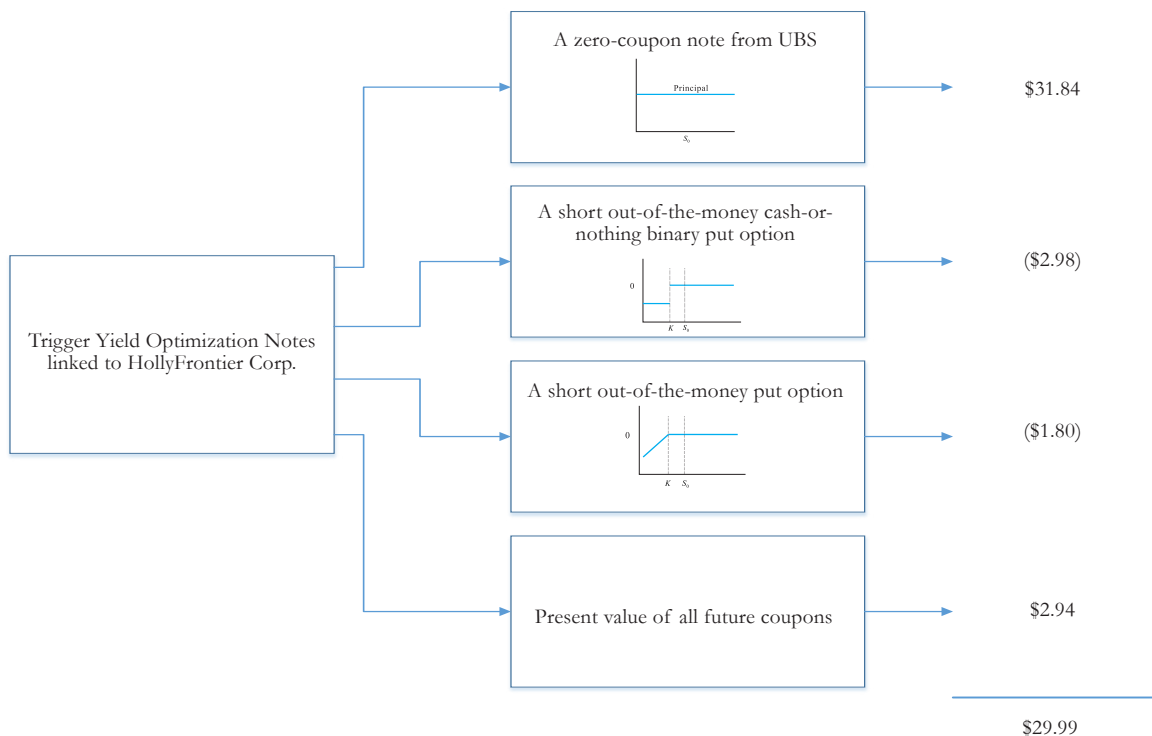 A zero-coupon note from UBS
Principal
S₀
$31.84
A short out-of-the-money cash-or-
nothing binary put option
0
K S₀
($2.98)
Trigger Yield Optimization Notes
linked to HollyFrontier Corp.
A short out-of-the-money put option
0
K S₀
($1.80)
Present value of all future coupons
$2.94
$29.99